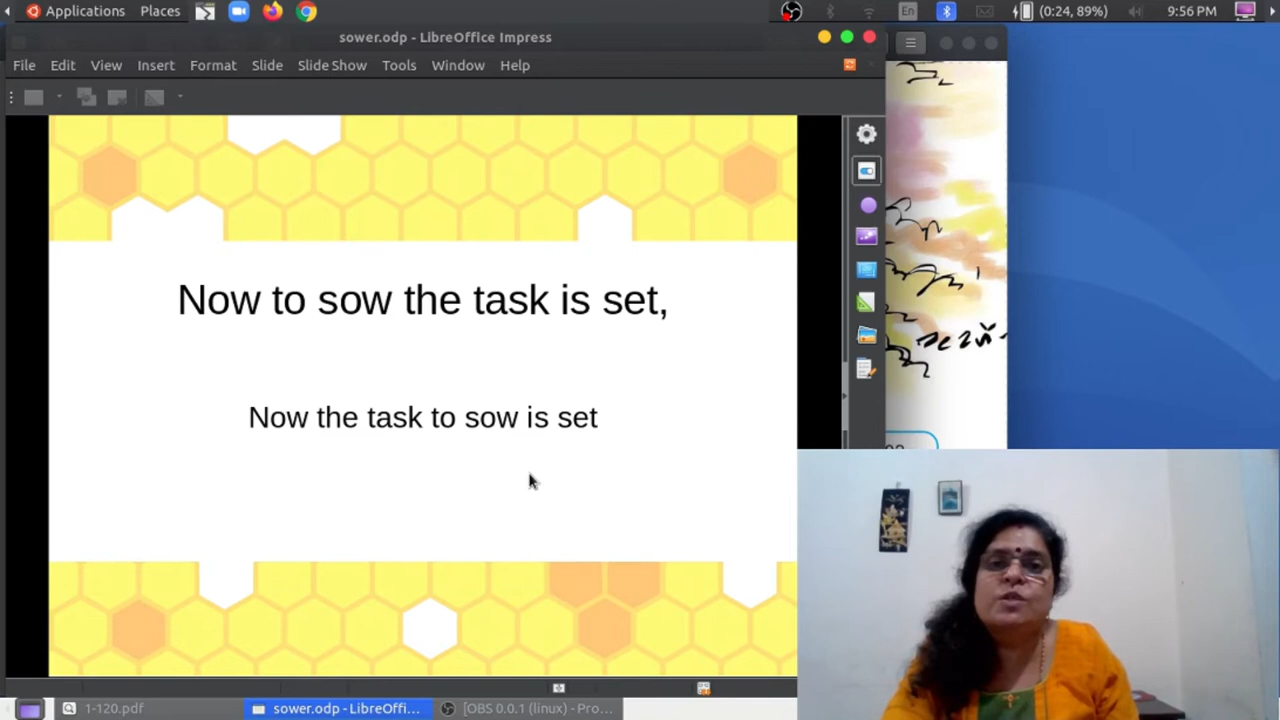 Applications Places En (0:24, 89%) 9:56 PM
sower.odp - LibreOffice Impress
File Edit View Insert Format Slide Slide Show Tools Window Help
Now to sow the task is set,
Now the task to sow is set
1-120.pdf sower.odp - LibreOffi... [OBS 0.0.1 (linux) - Pro...